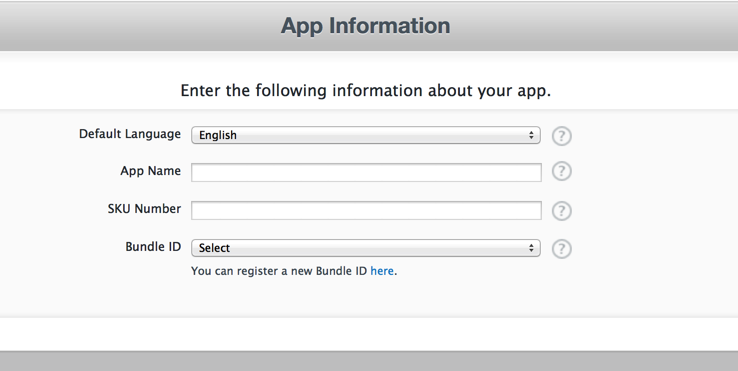 App Information
Enter the following information about your app.
Default Language English ?
App Name ?
SKU Number ?
Bundle ID Select ?
You can register a new Bundle ID here.